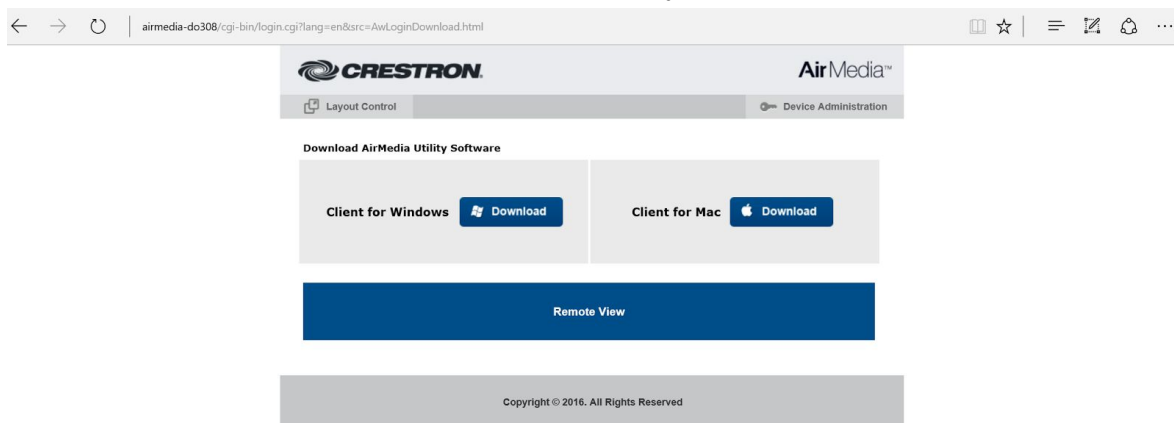 airmedia-do308/cgi-bin/login.cgi?lang=en&src=AwLoginDownload.html
CRESTRON. AirMedia™
Layout Control Device Administration
Download AirMedia Utility Software
Client for Windows Download Client for Mac Download
Remote View
Copyright © 2016. All Rights Reserved